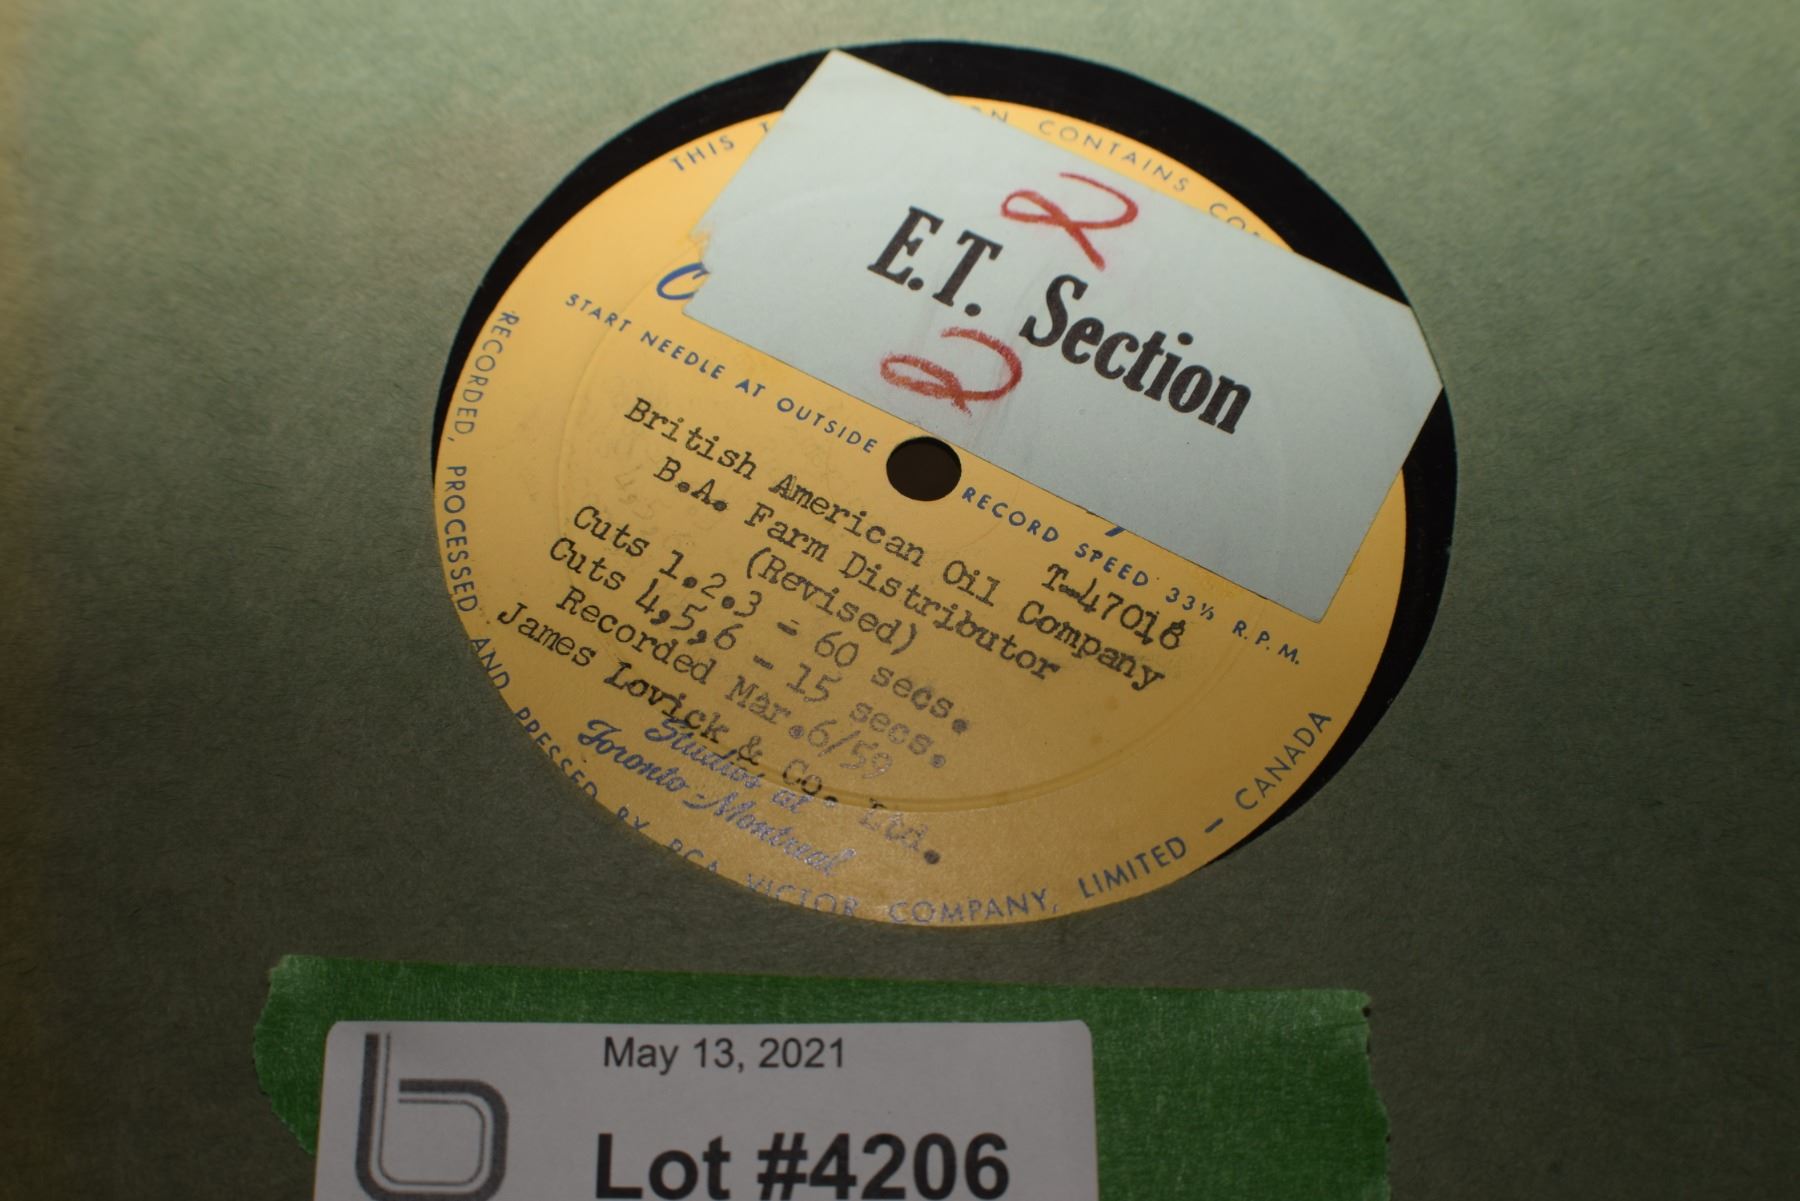 THIS
CONTAINS
2
E.T. Section
2
START NEEDLE AT OUTSIDE
RECORD SPEED 33⅓ R.P.M.
T-47018
British American Oil Company
B.A. Farm Distributor
(Revised)
Cuts 1.2.3 - 60 secs.
Cuts 4,5,6 - 15 secs.
Recorded Mar.6/59
James Lovick & Co. Ltd.
Studios at
Toronto - Montreal
RECORDED, PROCESSED AND PRESSED BY RCA VICTOR COMPANY, LIMITED - CANADA
May 13, 2021
Lot #4206